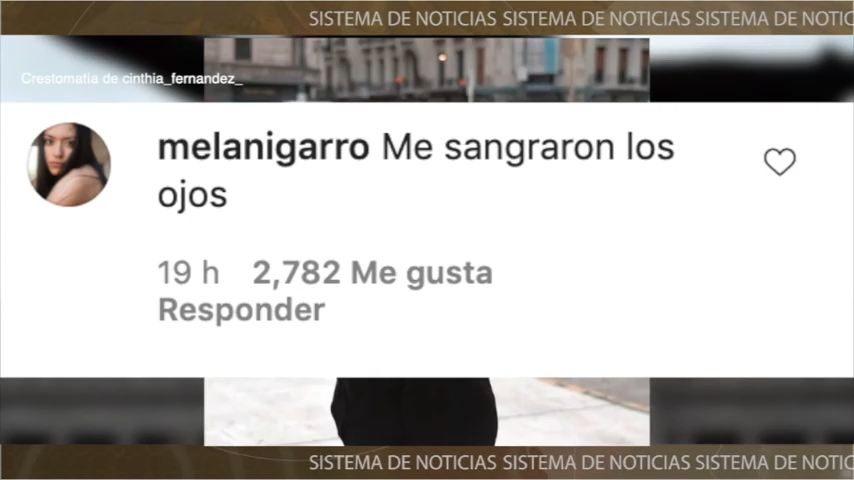 SISTEMA DE NOTICIAS SISTEMA DE NOTICIAS SISTEMA DE NOTIC
Crestomatía de cinthia_fernandez_
melanigarro Me sangraron los
ojos
19 h 2,782 Me gusta
Responder
SISTEMA DE NOTICIAS SISTEMA DE NOTICIAS SISTEMA DE NOTIC